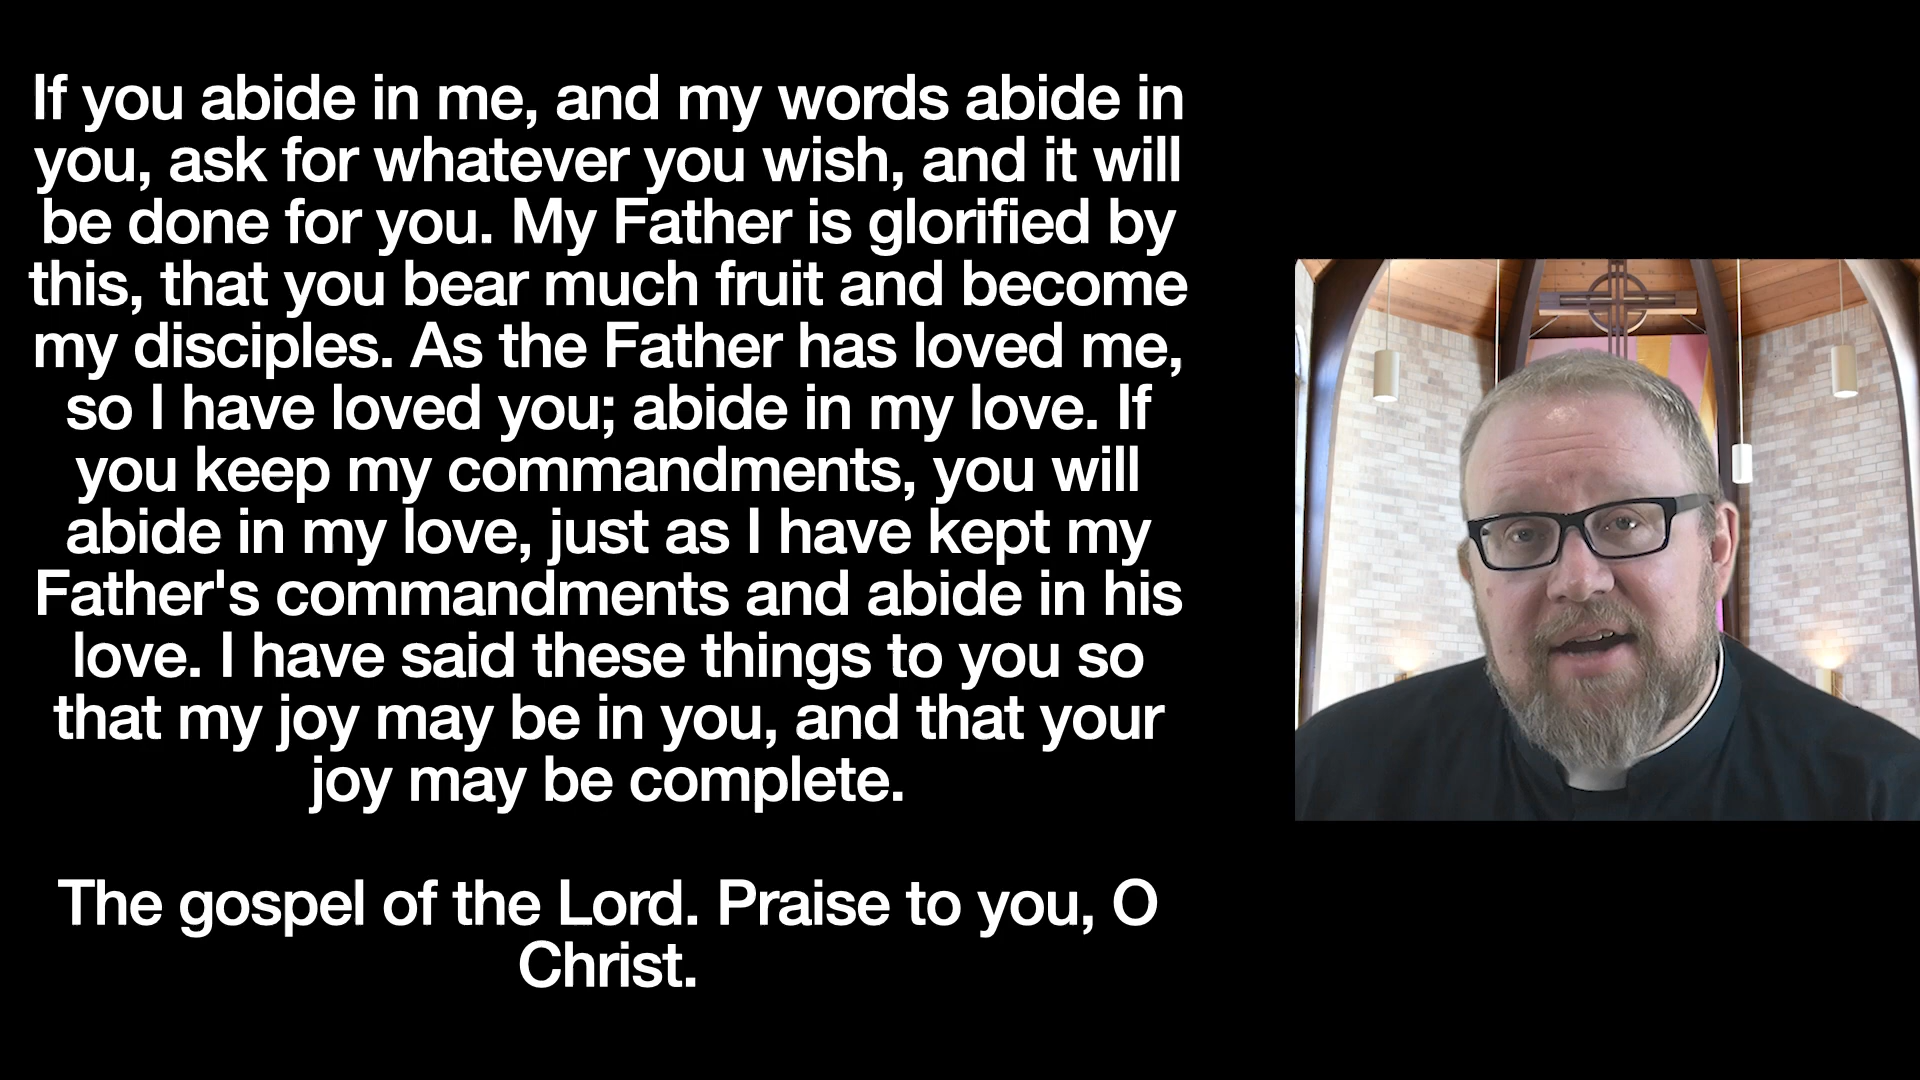 If you abide in me, and my words abide in
you, ask for whatever you wish, and it will
be done for you. My Father is glorified by
this, that you bear much fruit and become
my disciples. As the Father has loved me,
so I have loved you; abide in my love. If
you keep my commandments, you will
abide in my love, just as I have kept my
Father's commandments and abide in his
love. I have said these things to you so
that my joy may be in you, and that your
joy may be complete.
The gospel of the Lord. Praise to you, O
Christ.